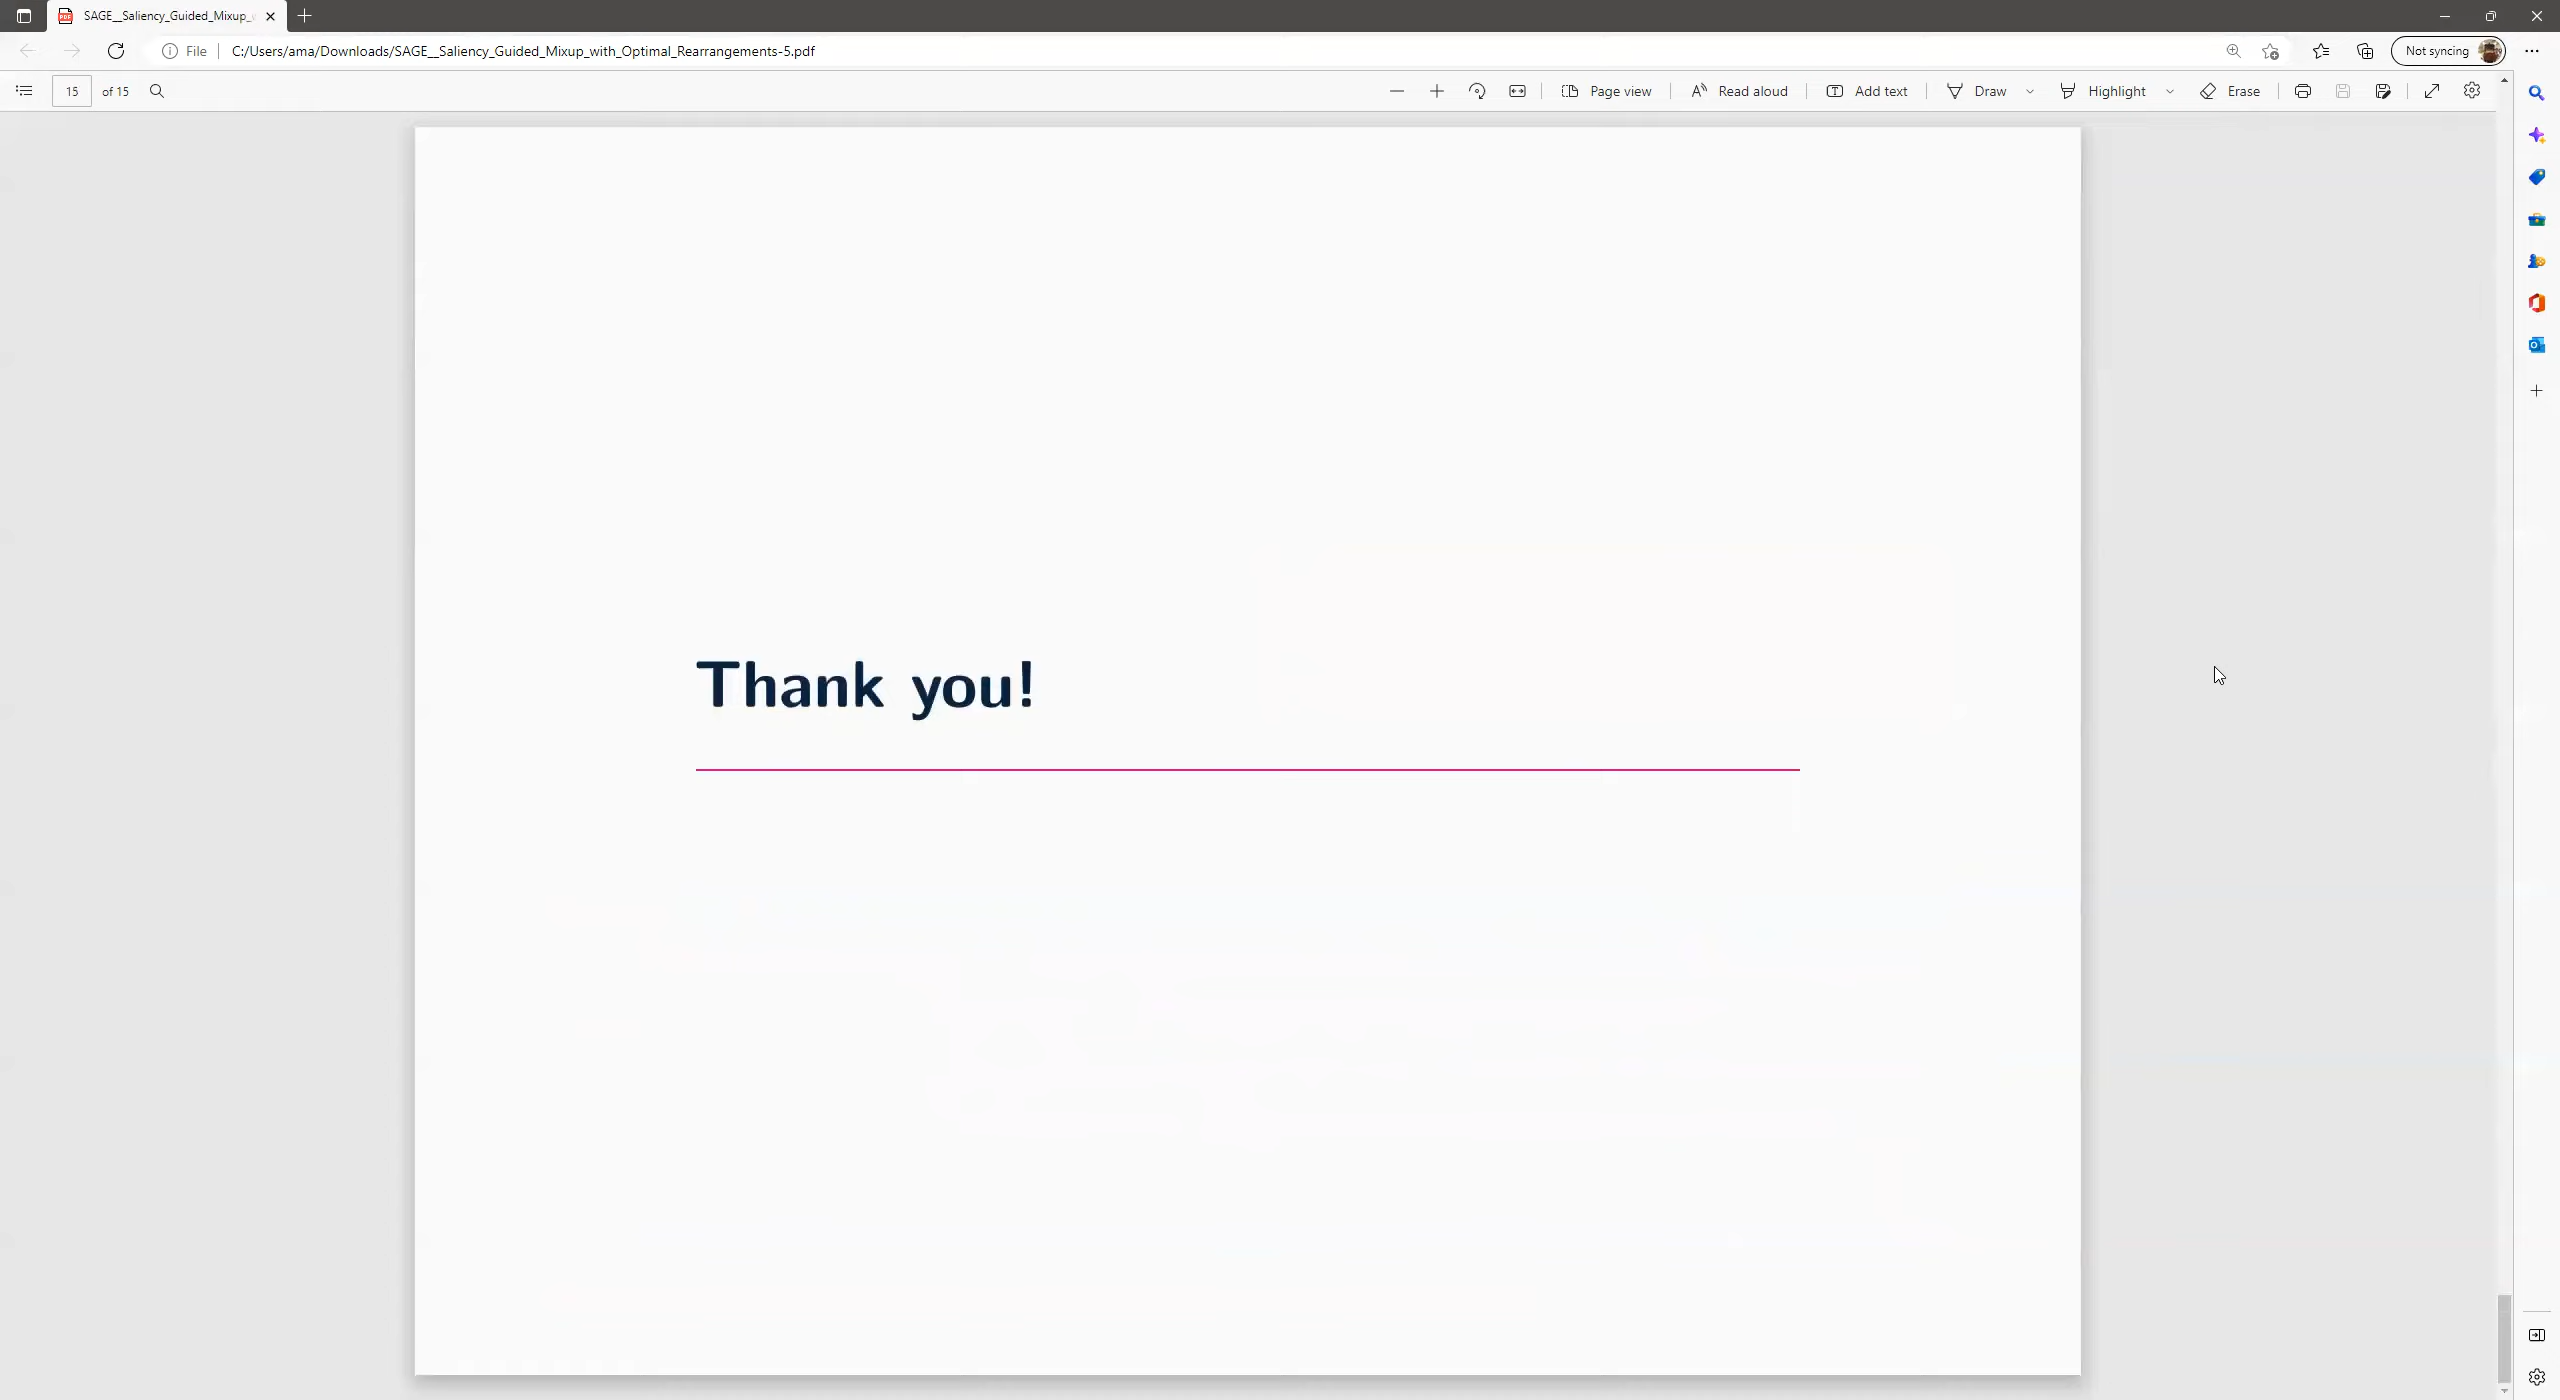 SAGE__Saliency_Guided_Mixup_
File C:/Users/ama/Downloads/SAGE__Saliency_Guided_Mixup_with_Optimal_Rearrangements-5.pdf Not syncing
15 of 15 Page view Read aloud Add text Draw Highlight Erase
Thank you!